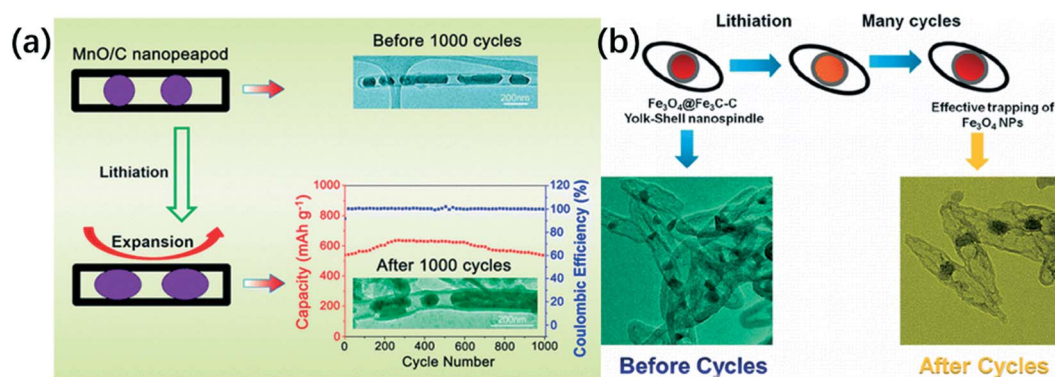 (a)
MnO/C nanopeapod
Before 1000 cycles
200nm
Lithiation
Expansion
Capacity (mAh g⁻¹)
1000
800
600
400
200
0
120
100
80
60
40
20
0
Coulombic Efficiency (%)
After 1000 cycles
200nm
0 200 400 600 800 1000
Cycle Number
(b)
Lithiation Many cycles
Fe₃O₄@Fe₃C-C
Yolk-Shell nanospindle
Effective trapping of
Fe₃O₄ NPs
Before Cycles
After Cycles